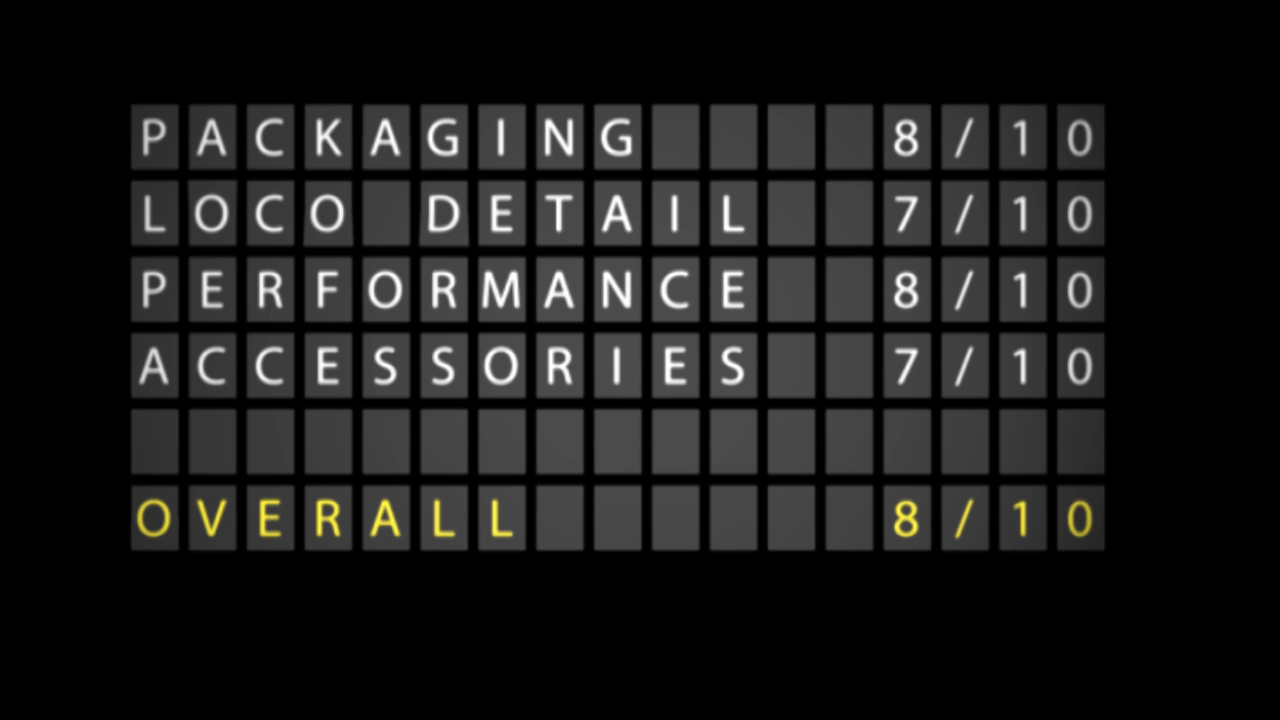 PACKAGING 8/10
LOCO DETAIL 7/10
PERFORMANCE 8/10
ACCESSORIES 7/10
OVERALL 8/10